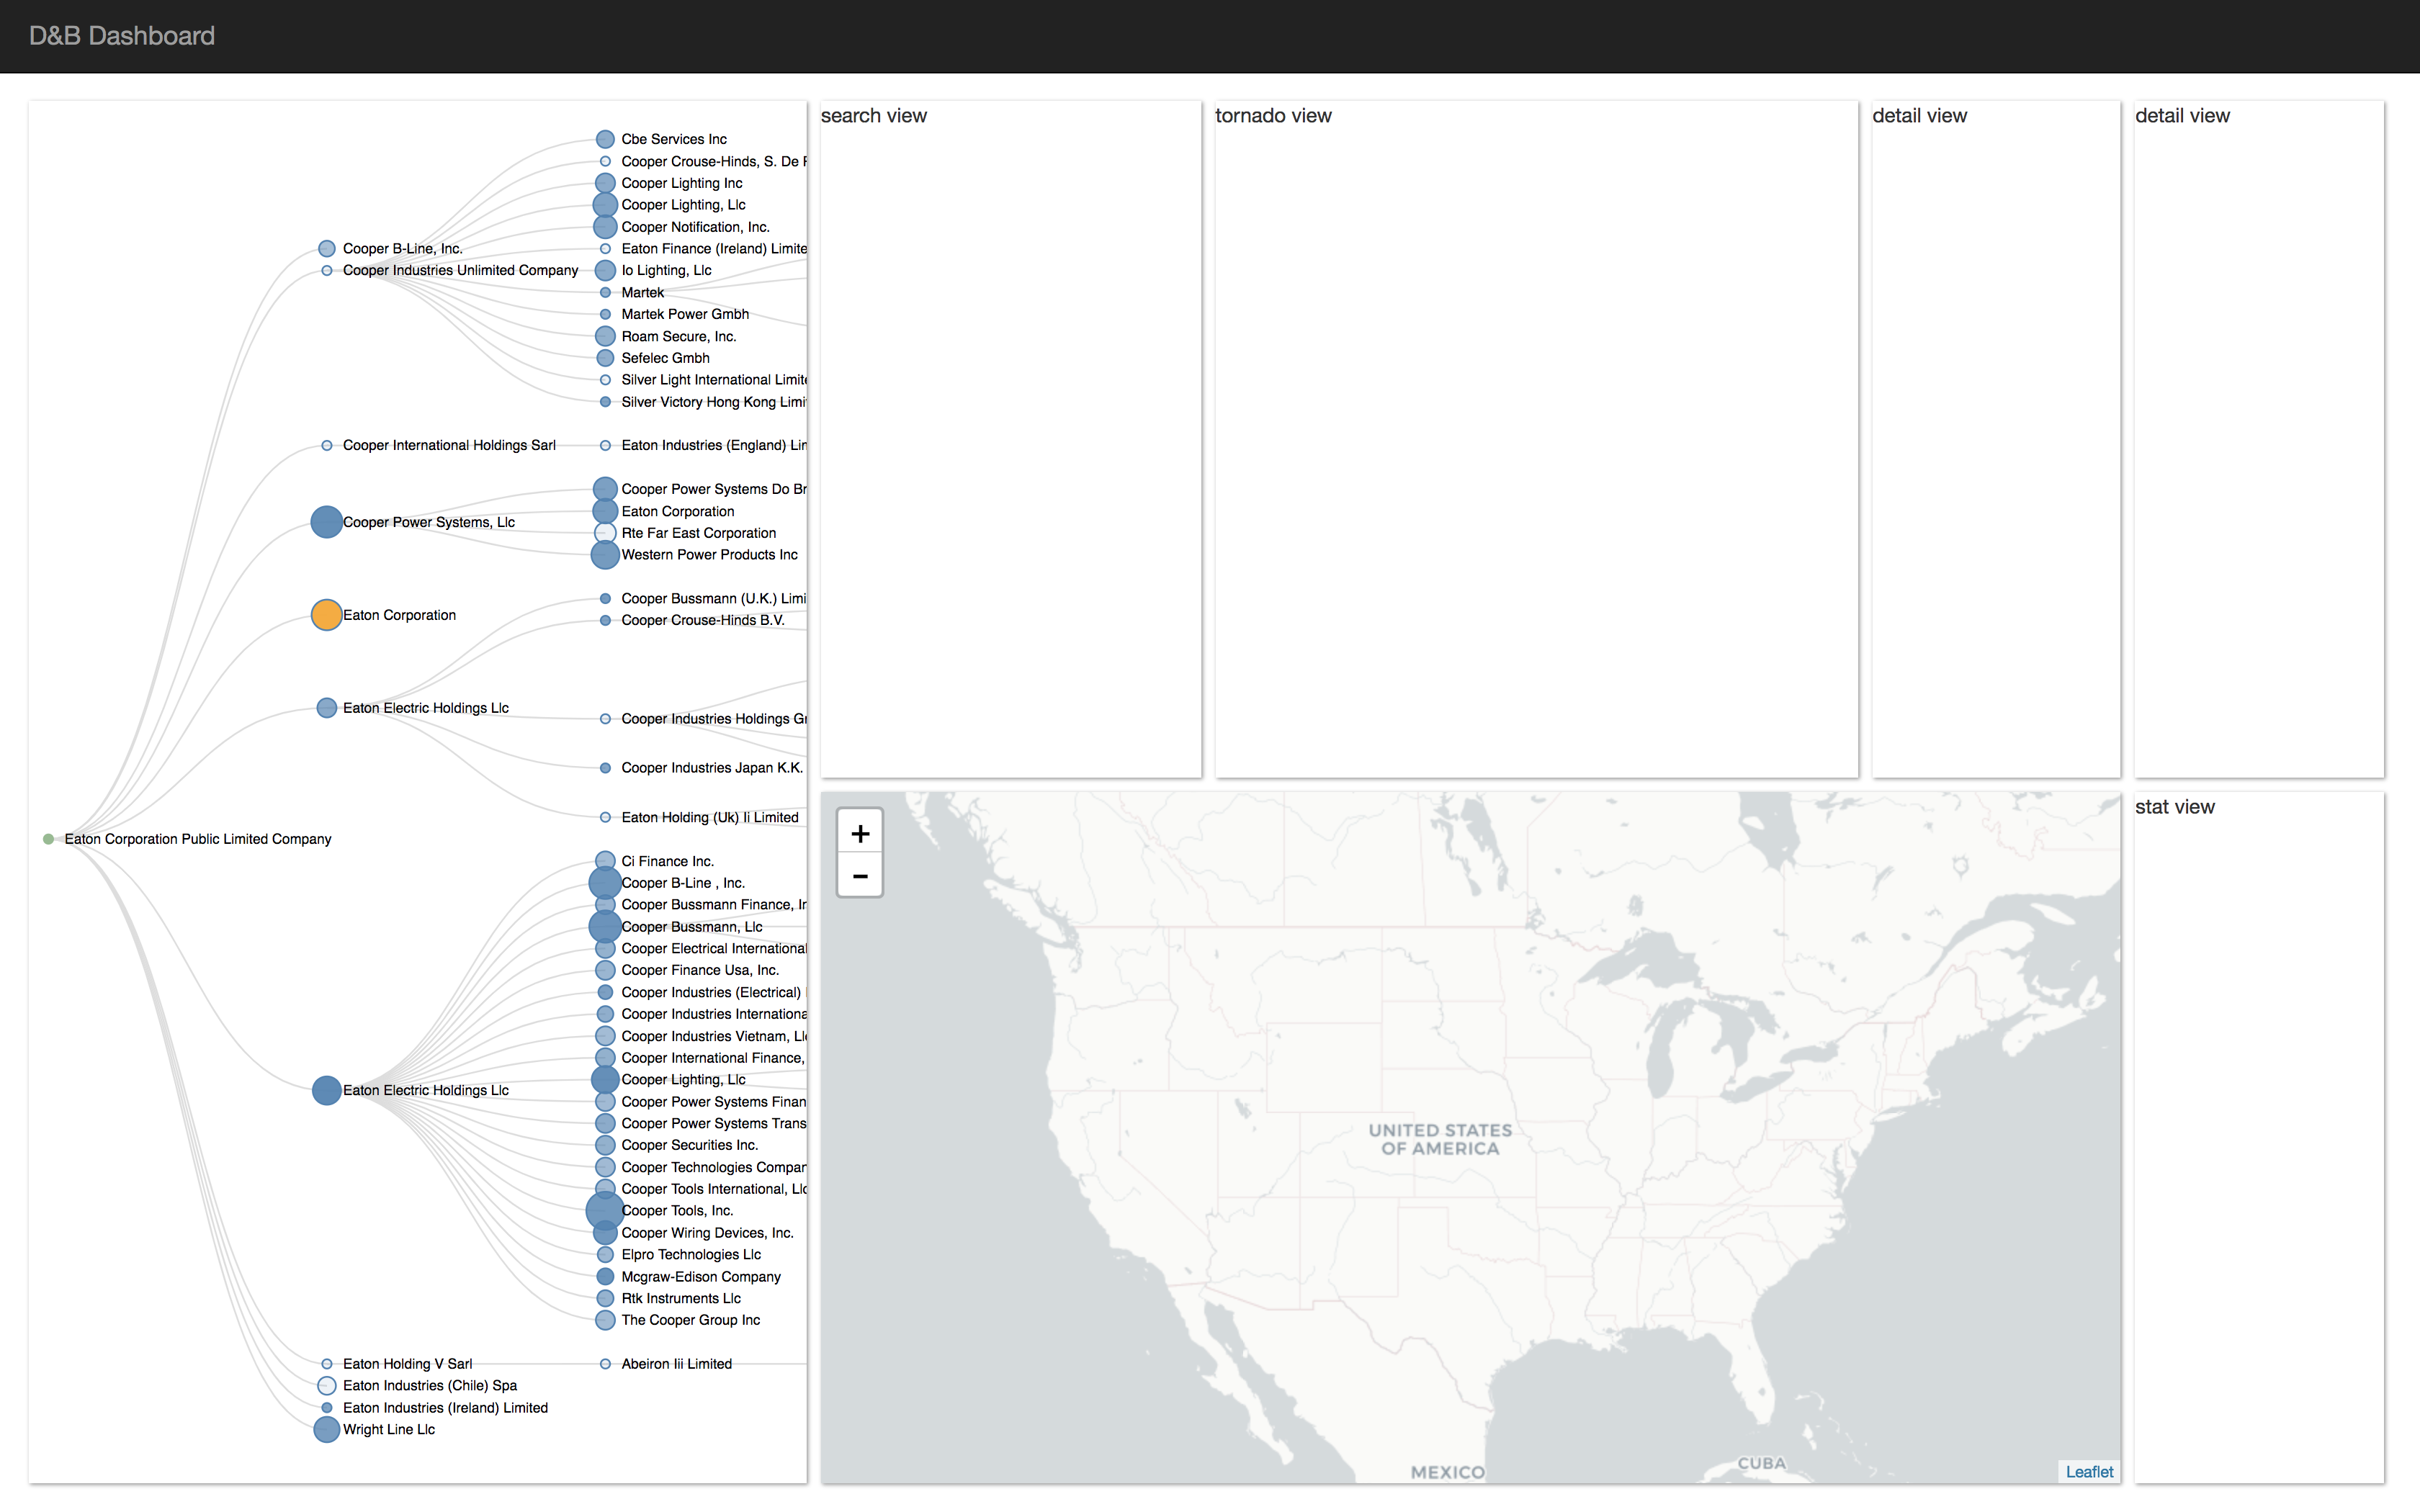 D&B Dashboard
Cbe Services Inc
Cooper Crouse-Hinds, S. De
Cooper Lighting Inc
Cooper Lighting, Llc
Cooper Notification, Inc.
Cooper B-Line, Inc.
Eaton Finance (Ireland) Limite
Cooper Industries Unlimited Company
Io Lighting, Llc
Martek
Martek Power Gmbh
Roam Secure, Inc.
Sefelec Gmbh
Silver Light International Limite
Silver Victory Hong Kong Limi
Cooper International Holdings Sarl
Eaton Industries (England) Lim
Cooper Power Systems Do Br
Eaton Corporation
Cooper Power Systems, Llc
Rte Far East Corporation
Western Power Products Inc
Cooper Bussmann (U.K.) Limi
Eaton Corporation
Cooper Crouse-Hinds B.V.
Eaton Electric Holdings Llc
Cooper Industries Holdings Gr
Cooper Industries Japan K.K.
Eaton Holding (Uk) Ii Limited
Eaton Corporation Public Limited Company
Ci Finance Inc.
Cooper B-Line , Inc.
Cooper Bussmann Finance, In
Cooper Bussmann, Llc
Cooper Electrical International
Cooper Finance Usa, Inc.
Cooper Industries (Electrical)
Cooper Industries Internationa
Cooper Industries Vietnam, Ll
Cooper International Finance,
Cooper Lighting, Llc
Eaton Electric Holdings Llc
Cooper Power Systems Finan
Cooper Power Systems Trans
Cooper Securities Inc.
Cooper Technologies Compan
Cooper Tools International, Llc
Cooper Tools, Inc.
Cooper Wiring Devices, Inc.
Elpro Technologies Llc
Mcgraw-Edison Company
Rtk Instruments Llc
The Cooper Group Inc
Eaton Holding V Sarl
Abeiron Iii Limited
Eaton Industries (Chile) Spa
Eaton Industries (Ireland) Limited
Wright Line Llc
search view
tornado view
detail view
detail view
+
−
UNITED STATES
OF AMERICA
MEXICO
CUBA
Leaflet
stat view